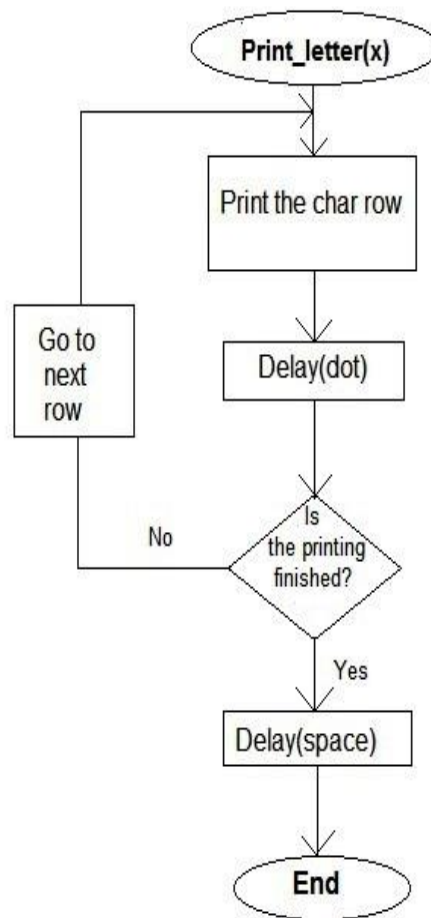 Print_letter(x)
Print the char row
Go to
next
row
Delay(dot)
Is
the printing
finished?
No
Yes
Delay(space)
End